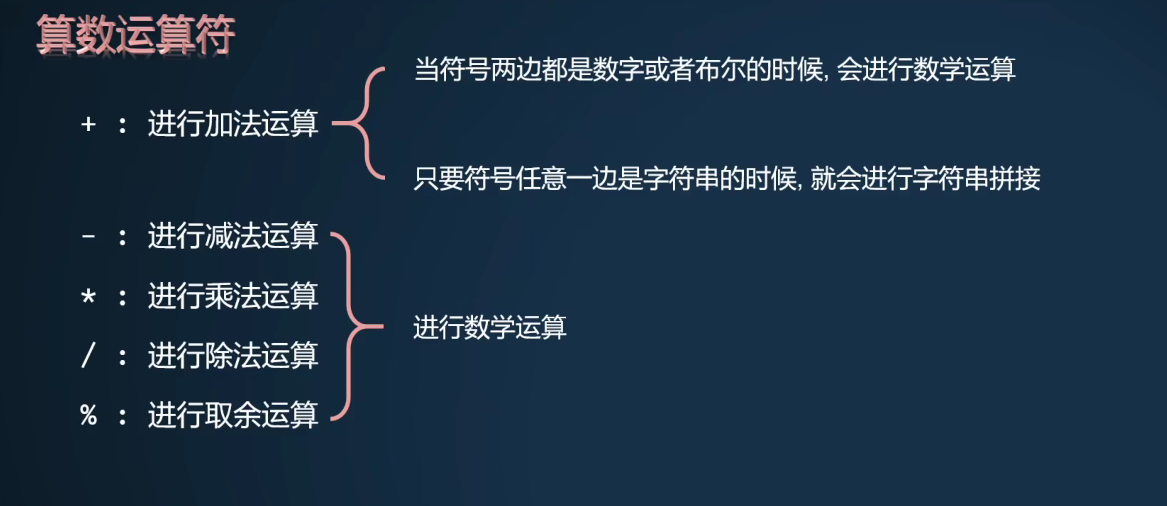 算数运算符
当符号两边都是数字或者布尔的时候, 会进行数学运算
+ : 进行加法运算
只要符号任意一边是字符串的时候, 就会进行字符串拼接
- : 进行减法运算
* : 进行乘法运算
进行数学运算
/ : 进行除法运算
% : 进行取余运算